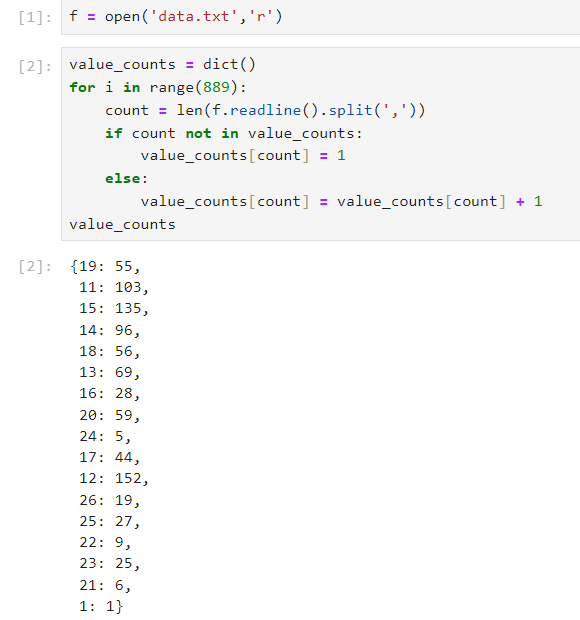 [1]: f = open('data.txt','r')
[2]: value_counts = dict()
for i in range(889):
    count = len(f.readline().split(','))
    if count not in value_counts:
        value_counts[count] = 1
    else:
        value_counts[count] = value_counts[count] + 1
value_counts
[2]: {19: 55,
 11: 103,
 15: 135,
 14: 96,
 18: 56,
 13: 69,
 16: 28,
 20: 59,
 24: 5,
 17: 44,
 12: 152,
 26: 19,
 25: 27,
 22: 9,
 23: 25,
 21: 6,
 1: 1}